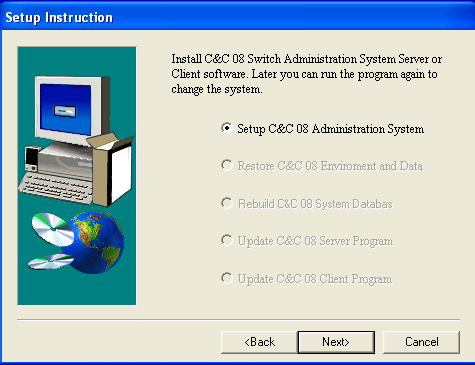 Setup Instruction
Install C&C 08 Switch Administration System Server or
Client software. Later you can run the program again to
change the system.
Setup C&C 08 Administration System
Restore C&C 08 Enviroment and Data
Rebuild C&C 08 System Databas
Update C&C 08 Server Program
Update C&C 08 Client Program
<Back
Next>
Cancel